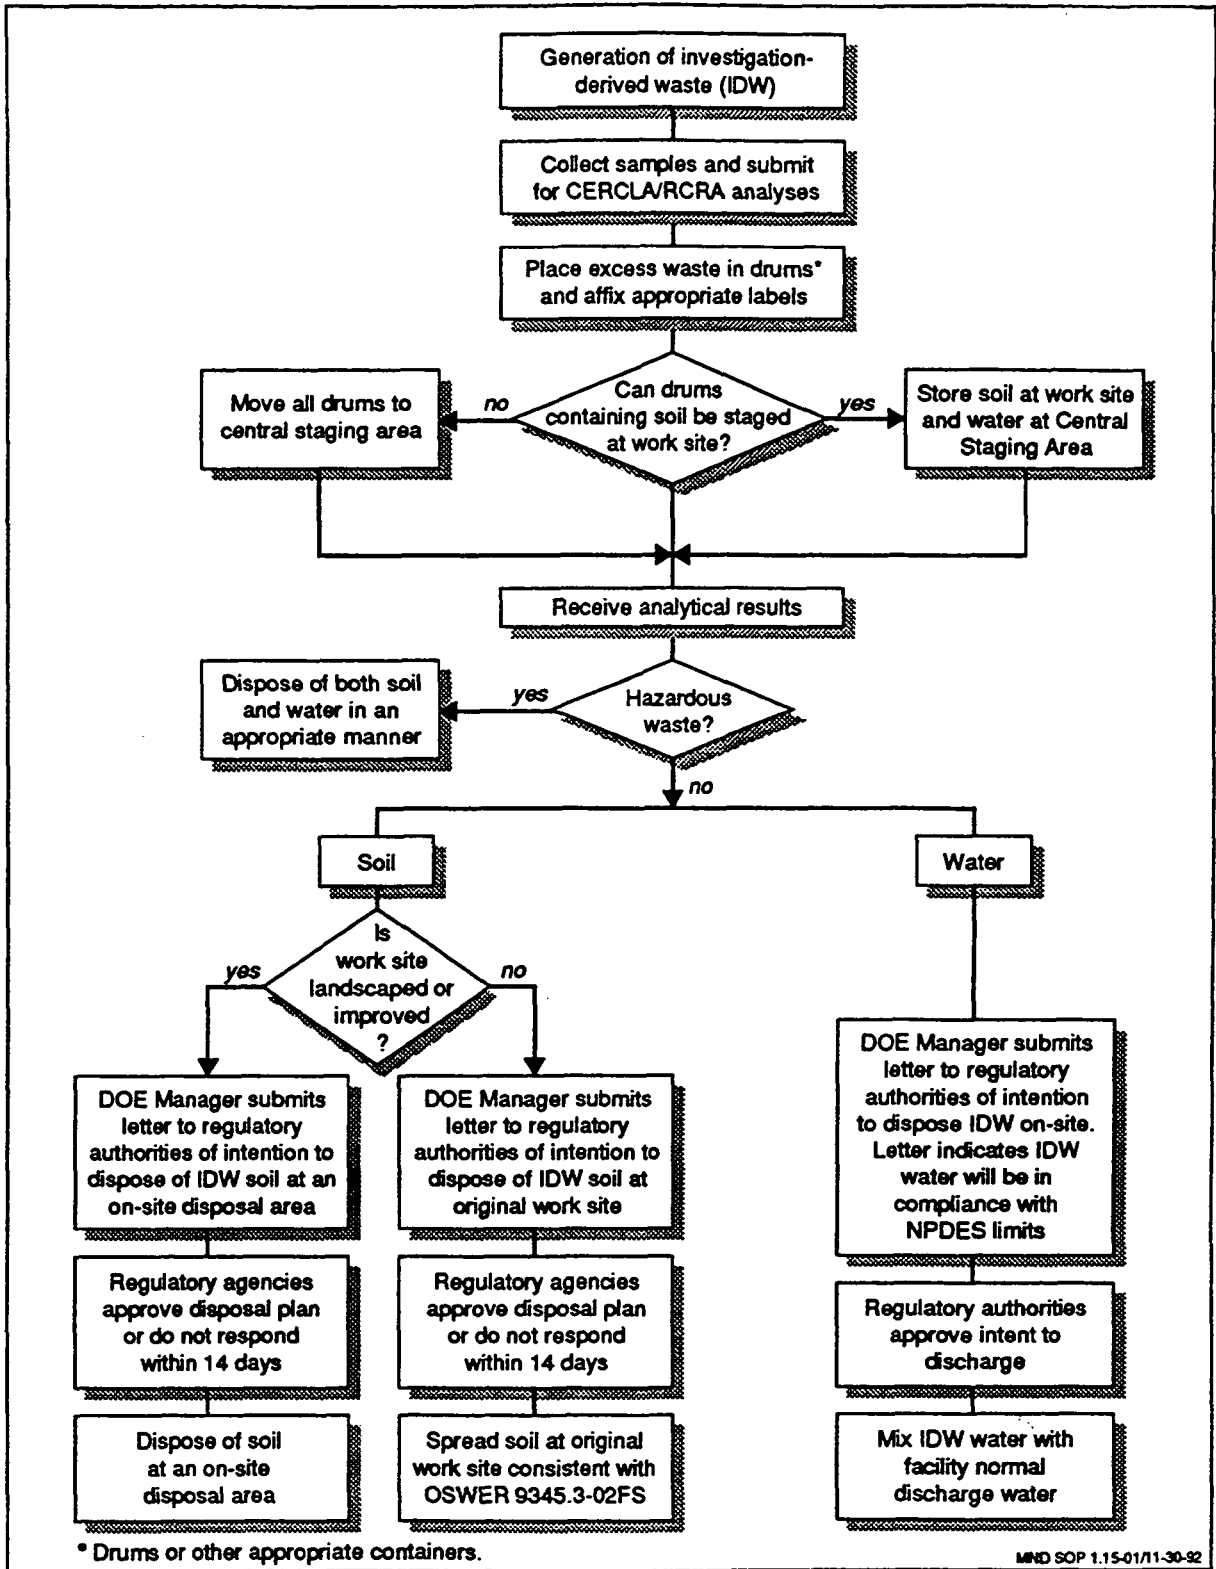 Generation of investigation-
derived waste (IDW)
Collect samples and submit
for CERCLA/RCRA analyses
Place excess waste in drums*
and affix appropriate labels
Can drums
containing soil be staged
at work site?
no
yes
Move all drums to
central staging area
Store soil at work site
and water at Central
Staging Area
Receive analytical results
Hazardous
waste?
yes
no
Dispose of both soil
and water in an
appropriate manner
Soil
Water
Is
work site
landscaped or
improved
?
yes
no
DOE Manager submits
letter to regulatory
authorities of intention to
dispose of IDW soil at an
on-site disposal area
DOE Manager submits
letter to regulatory
authorities of intention to
dispose of IDW soil at
original work site
DOE Manager submits
letter to regulatory
authorities of intention
to dispose IDW on-site.
Letter indicates IDW
water will be in
compliance with
NPDES limits
Regulatory agencies
approve disposal plan
or do not respond
within 14 days
Regulatory agencies
approve disposal plan
or do not respond
within 14 days
Regulatory authorities
approve intent to
discharge
Dispose of soil
at an on-site
disposal area
Spread soil at original
work site consistent with
OSWER 9345.3-02FS
Mix IDW water with
facility normal
discharge water
* Drums or other appropriate containers.
MND SOP 1.15-01/11-30-92